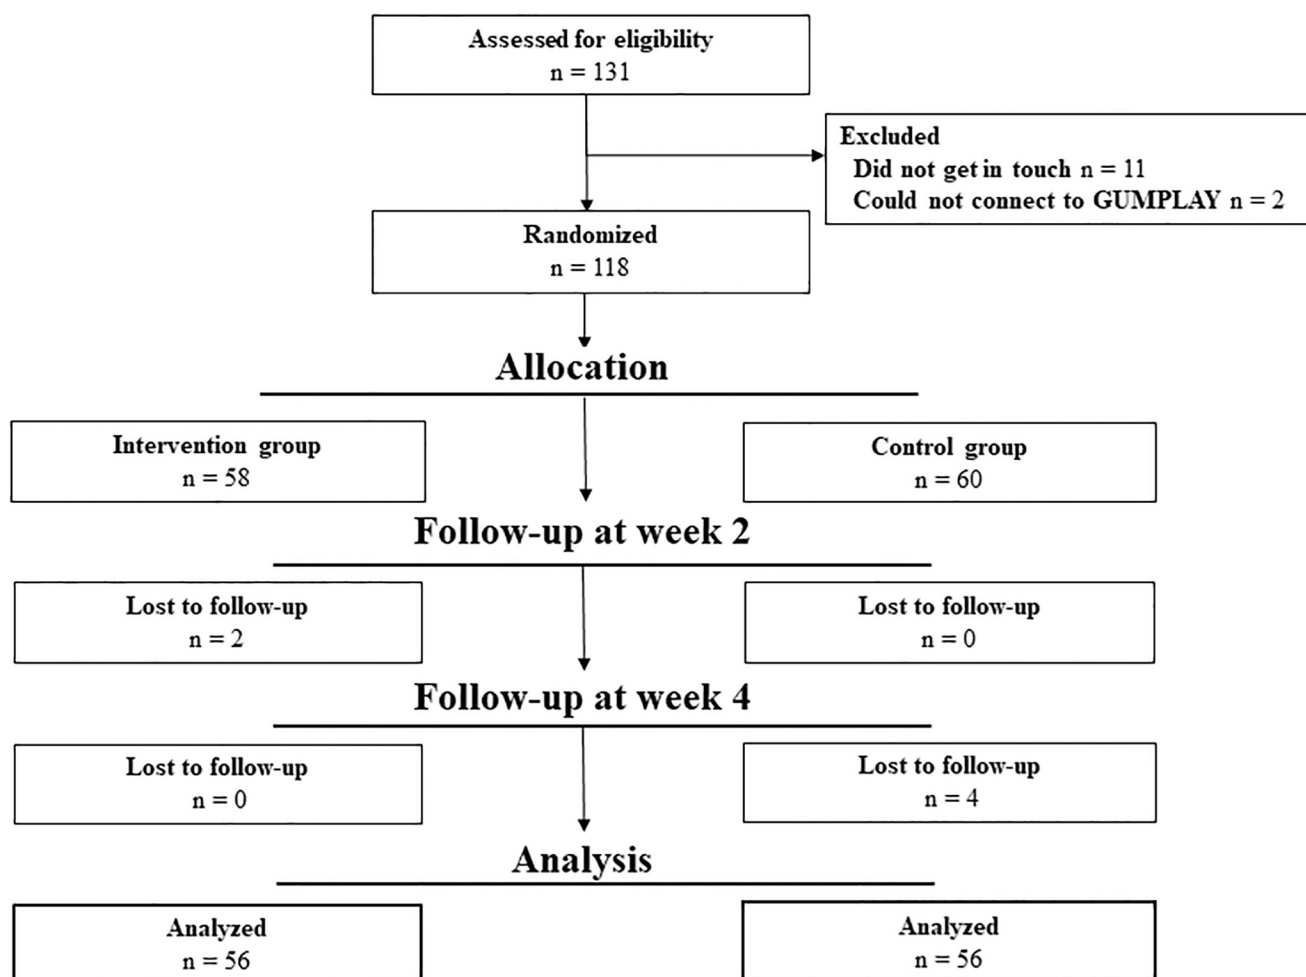 Assessed for eligibility
n = 131
Excluded
Did not get in touch n = 11
Could not connect to GUMPLAY n = 2
Randomized
n = 118
Allocation
Intervention group
n = 58
Control group
n = 60
Follow-up at week 2
Lost to follow-up
n = 2
Lost to follow-up
n = 0
Follow-up at week 4
Lost to follow-up
n = 0
Lost to follow-up
n = 4
Analysis
Analyzed
n = 56
Analyzed
n = 56